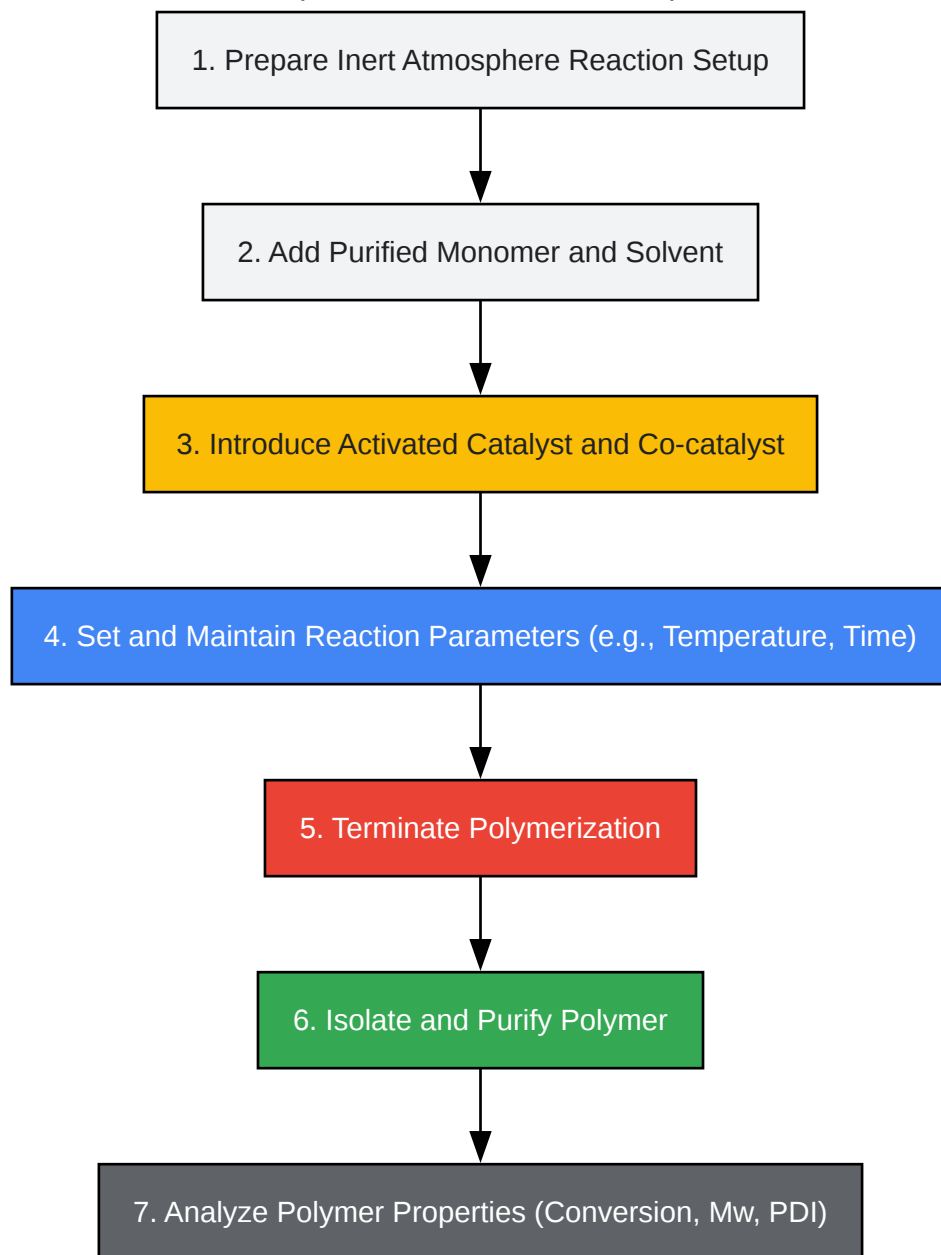 1. Prepare Inert Atmosphere Reaction Setup
2. Add Purified Monomer and Solvent
3. Introduce Activated Catalyst and Co-catalyst
4. Set and Maintain Reaction Parameters (e.g., Temperature, Time)
5. Terminate Polymerization
6. Isolate and Purify Polymer
7. Analyze Polymer Properties (Conversion, Mw, PDI)